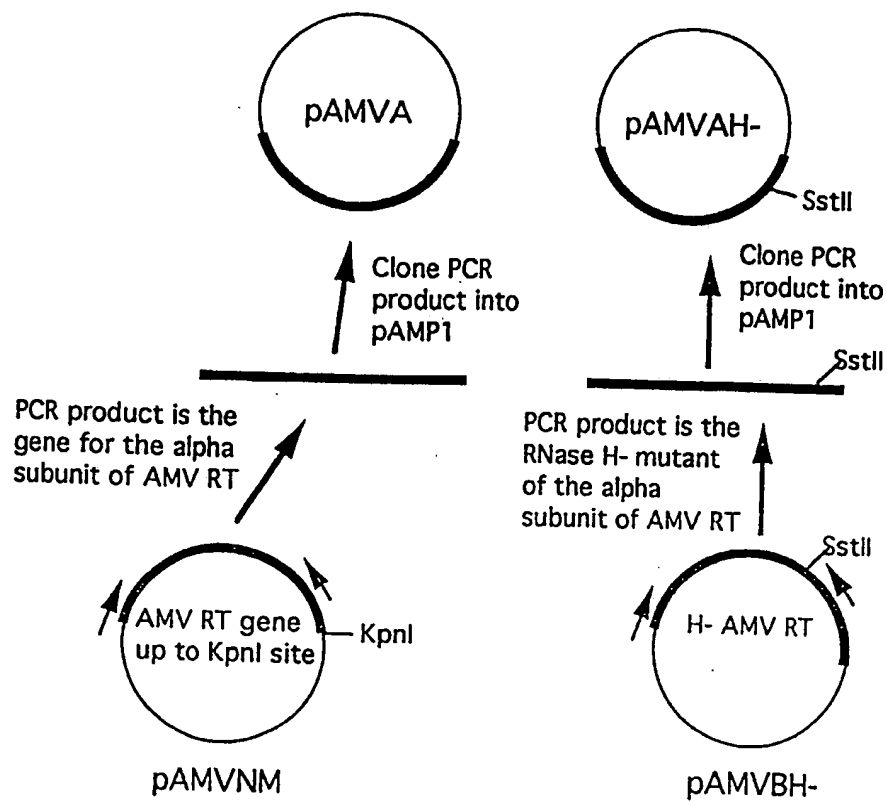 pAMVA
pAMVAH-
SstII
Clone PCR
product into
pAMP1
Clone PCR
product into
pAMP1
SstII
PCR product is the
gene for the alpha
subunit of AMV RT
PCR product is the
RNase H- mutant
of the alpha
subunit of AMV RT
SstII
AMV RT gene
up to KpnI site
KpnI
H- AMV RT
pAMVNM
pAMVBH-